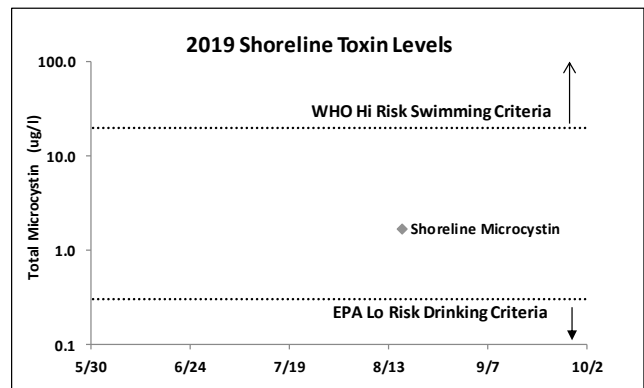 2019 Shoreline Toxin Levels
Total Microcystin (ug/l)
100.0
10.0
1.0
0.1
WHO Hi Risk Swimming Criteria
Shoreline Microcystin
EPA Lo Risk Drinking Criteria
5/30 6/24 7/19 8/13 9/7 10/2